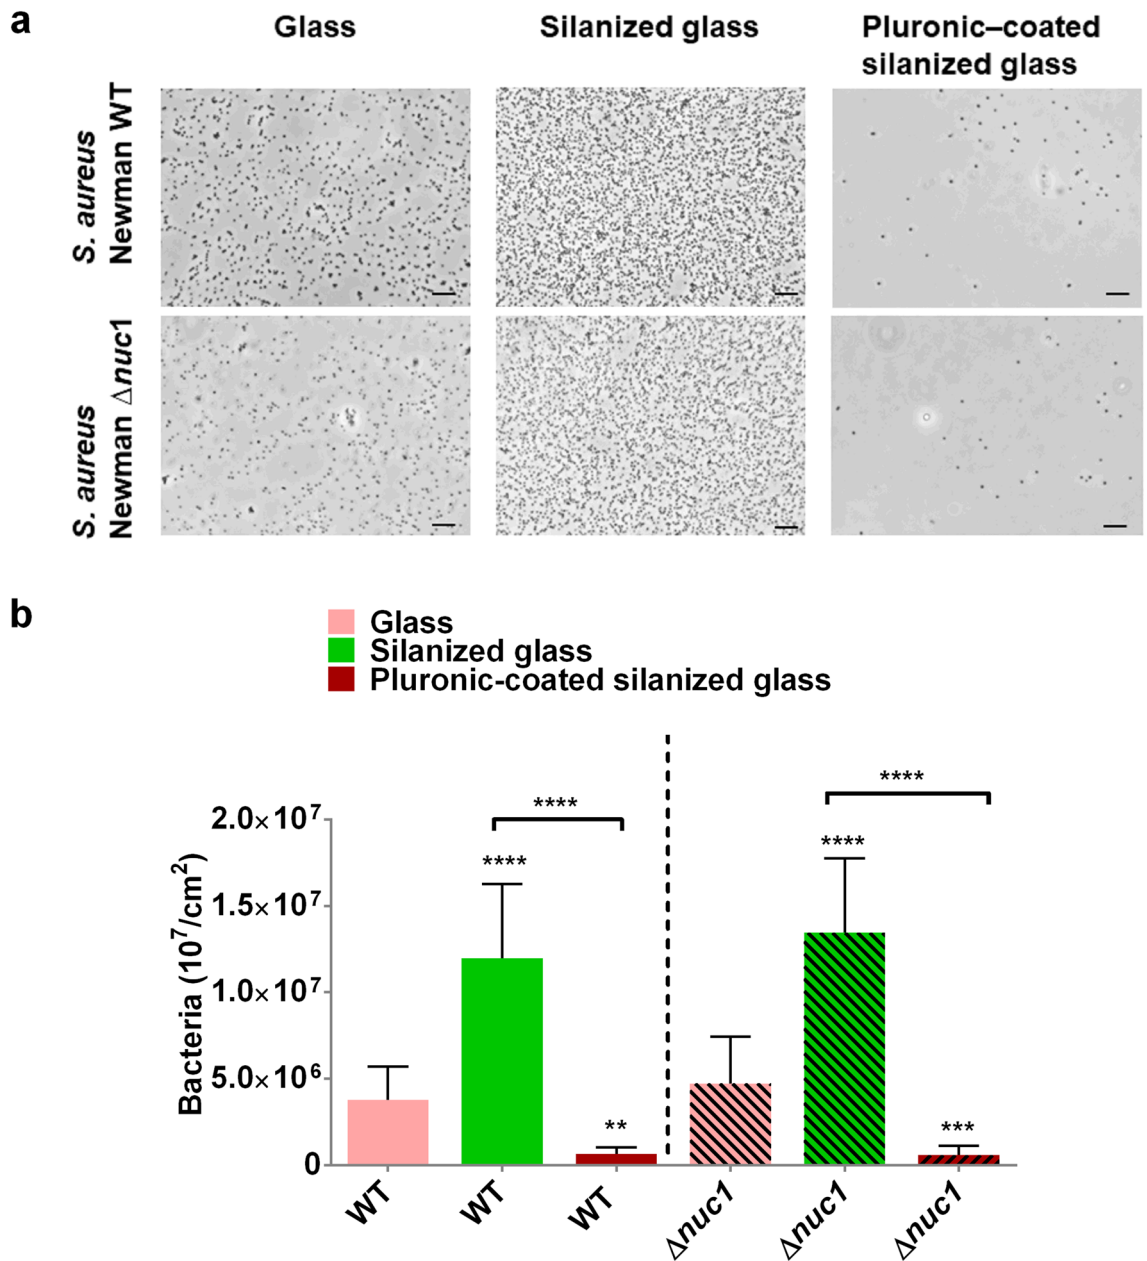 a
Glass
Silanized glass
Pluronic–coated
silanized glass
S. aureus
Newman WT
S. aureus
Newman Δnuc1
b
Glass
Silanized glass
Pluronic-coated silanized glass
Bacteria (10⁷/cm²)
2.0×10⁷
1.5×10⁷
1.0×10⁷
5.0×10⁶
0
****
****
**
****
****
***
WT
WT
WT
Δnuc1
Δnuc1
Δnuc1